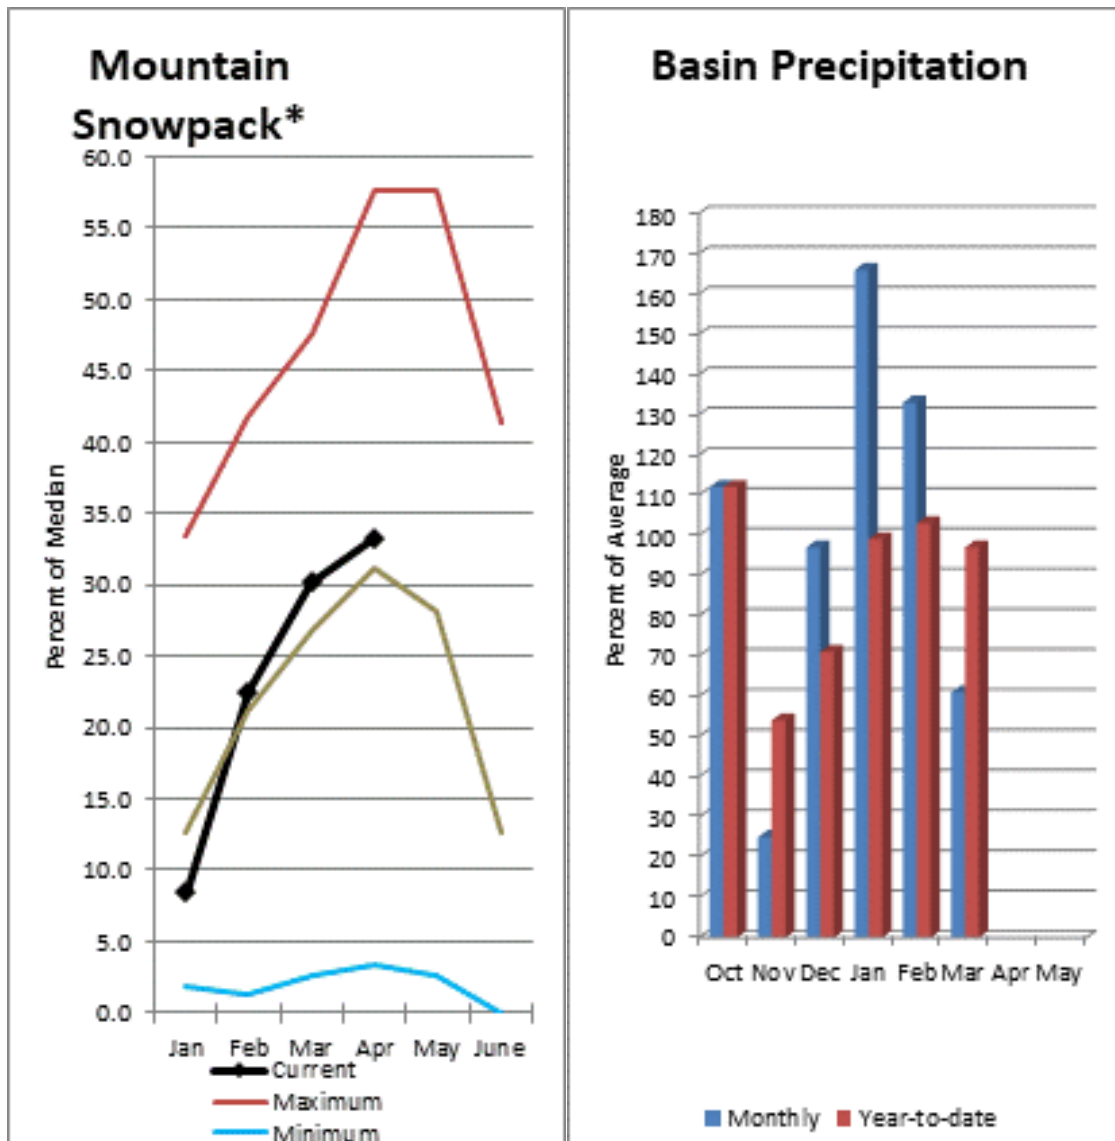 Mountain
Snowpack*
60.0
55.0
50.0
45.0
40.0
35.0
30.0
25.0
20.0
15.0
10.0
5.0
0.0
Percent of Median
Jan Feb Mar Apr May June
Current
Maximum
Minimum
Basin Precipitation
180
170
160
150
140
130
120
110
100
90
80
70
60
50
40
30
20
10
0
Percent of Average
Oct Nov Dec Jan Feb Mar Apr May
Monthly Year-to-date